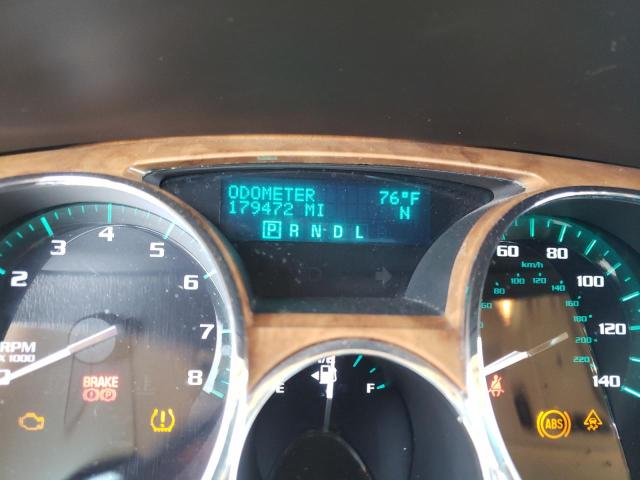 ODOMETER 76°F
179472 MI N
P R N D L
2 3 4 5 6 7 8
RPM
X 1000
BRAKE
P
E F
60 80 100 120 140
km/h
80 100 120 140 160 180 200 220
ABS